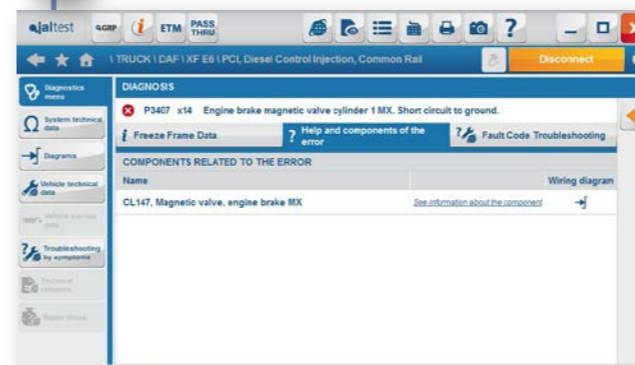 jaltest
GRP i ETM PASS THRU ?
\ TRUCK \ DAF \ XF E6 \ PCI, Diesel Control Injection, Common Rail
Disconnect
Diagnostics
menu
System technical
data
Diagrams
Vehicle technical
data
Troubleshooting
by symptoms
DIAGNOSIS
P3407 x14 Engine brake magnetic valve cylinder 1 MX. Short circuit to ground.
i Freeze Frame Data
? Help and components of the
error
Fault Code Troubleshooting
COMPONENTS RELATED TO THE ERROR
Name Wiring diagram
CL147, Magnetic valve, engine brake MX See information about the component